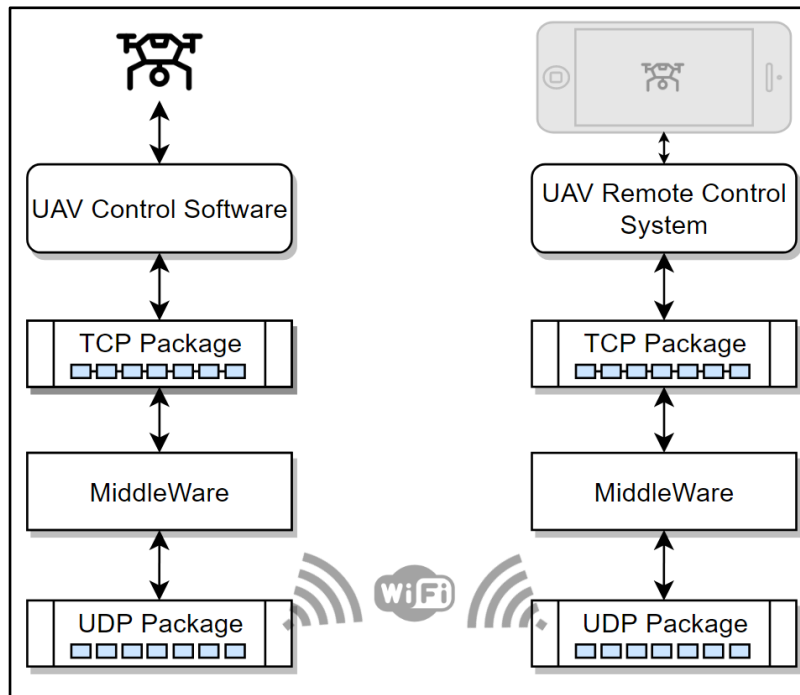 UAV Control Software
TCP Package
MiddleWare
UDP Package
WiFi
UAV Remote Control
System
TCP Package
MiddleWare
UDP Package